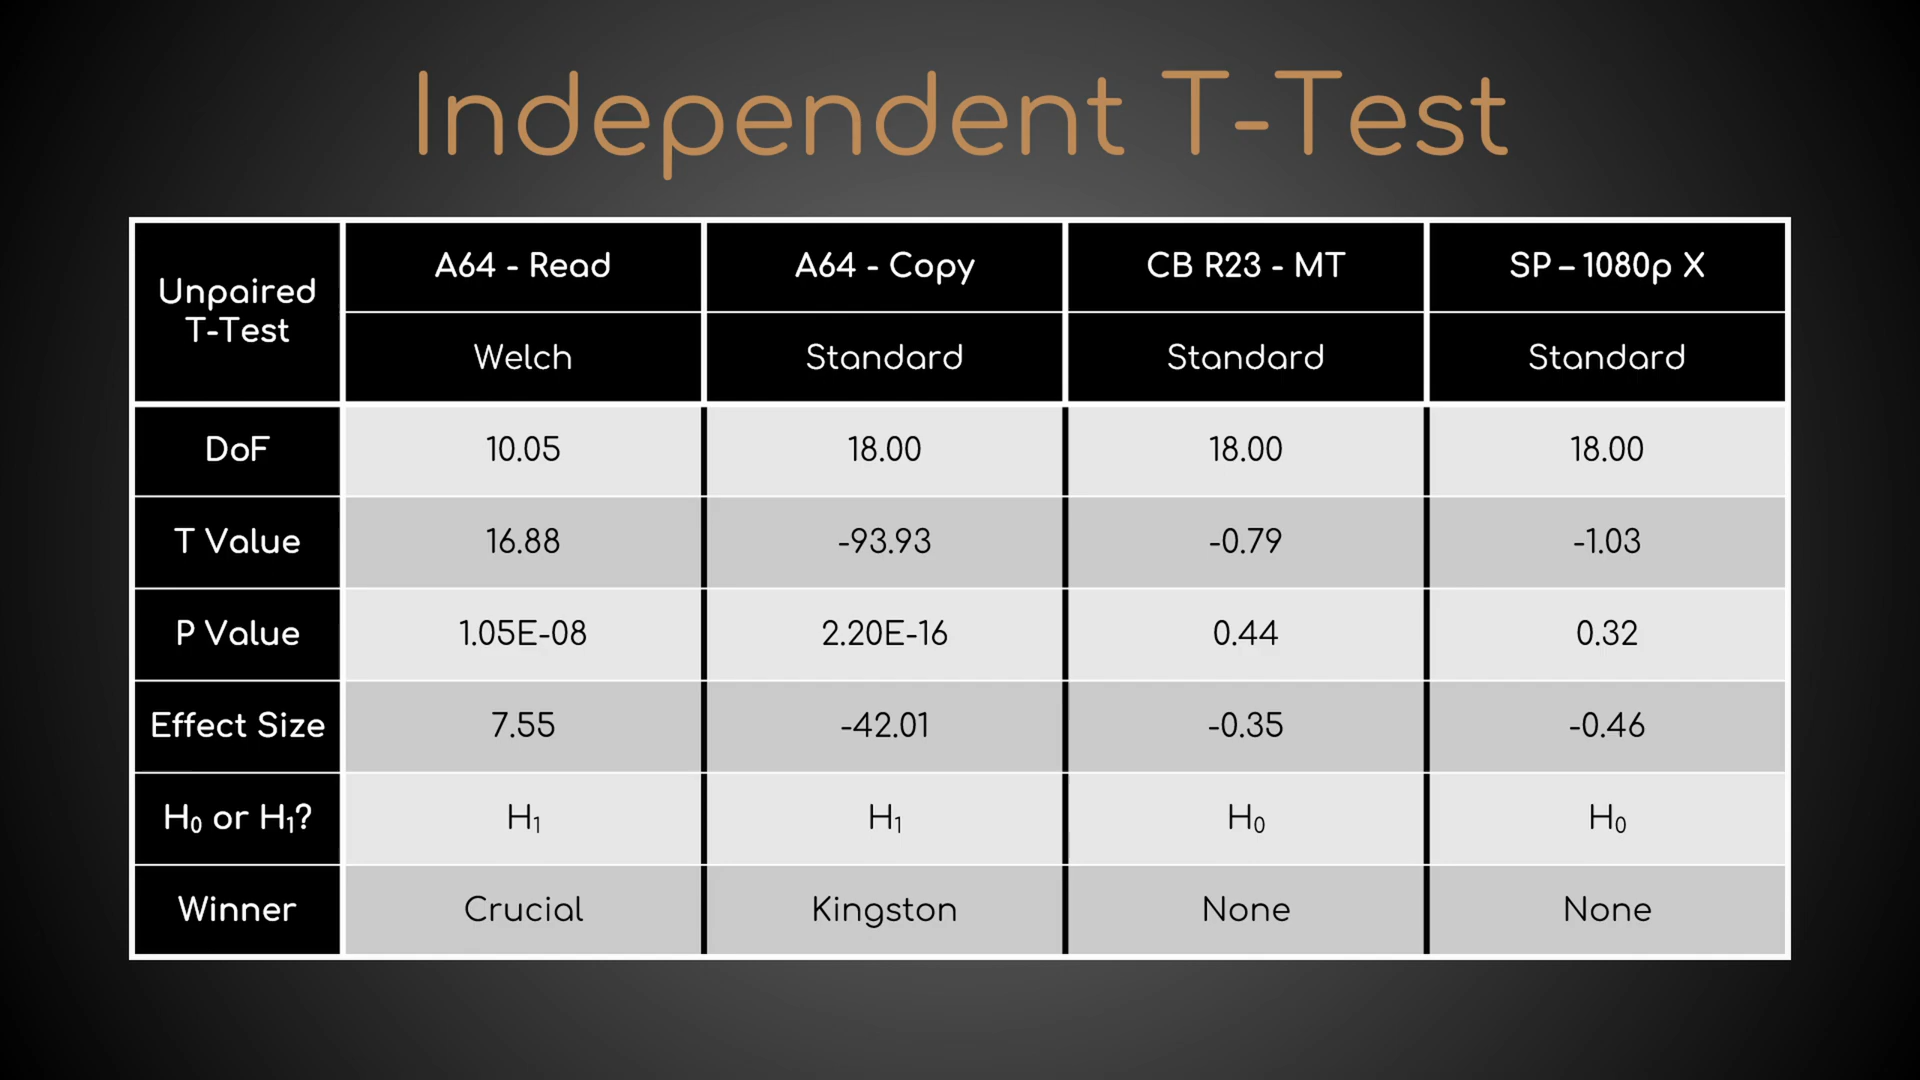 Independent T-Test
Unpaired
T-Test
A64 - Read
A64 - Copy
CB R23 - MT
SP – 1080p X
Welch
Standard
Standard
Standard
DoF
10.05
18.00
18.00
18.00
T Value
16.88
-93.93
-0.79
-1.03
P Value
1.05E-08
2.20E-16
0.44
0.32
Effect Size
7.55
-42.01
-0.35
-0.46
H₀ or H₁?
H₁
H₁
H₀
H₀
Winner
Crucial
Kingston
None
None